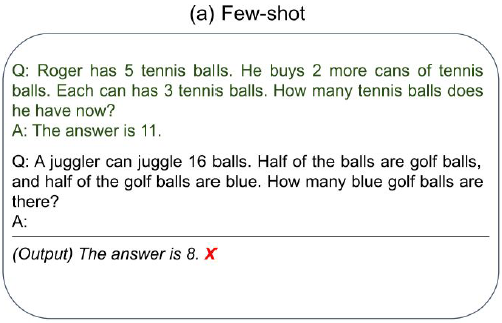 (a) Few-shot
Q: Roger has 5 tennis balls. He buys 2 more cans of tennis
balls. Each can has 3 tennis balls. How many tennis balls does
he have now?
A: The answer is 11.
Q: A juggler can juggle 16 balls. Half of the balls are golf balls,
and half of the golf balls are blue. How many blue golf balls are
there?
A:
(Output) The answer is 8. ✗